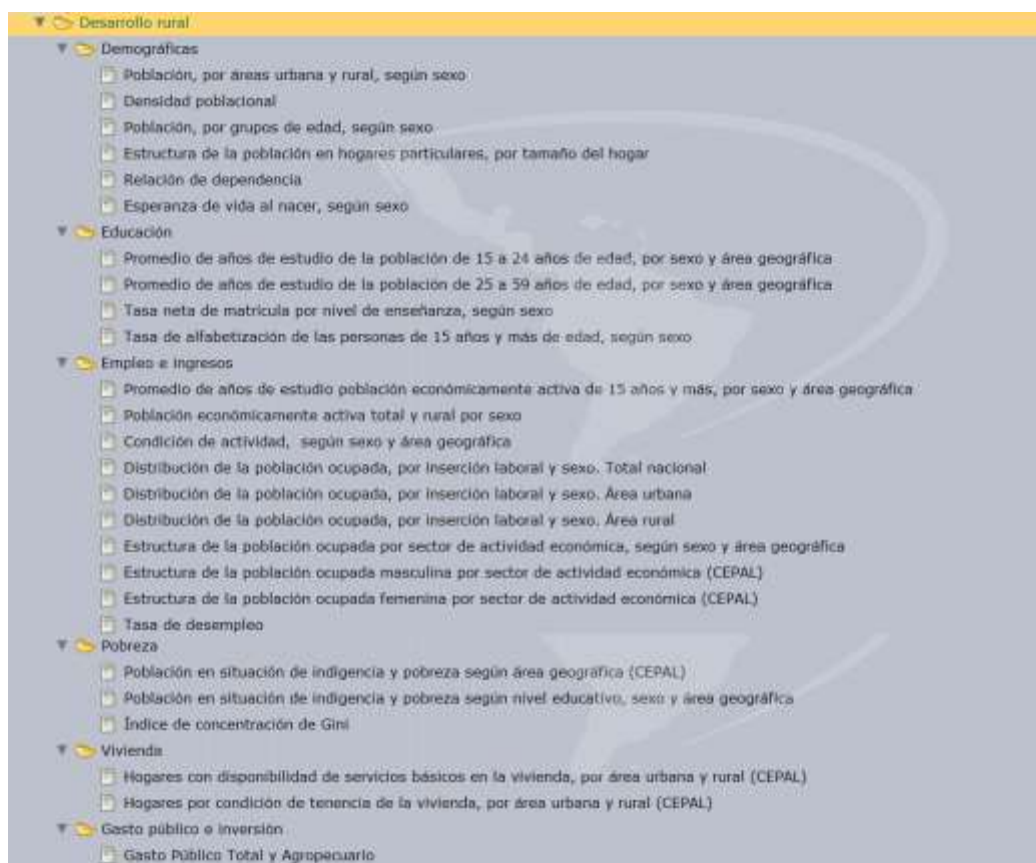 Desarrollo rural
Demográficas
Población, por áreas urbana y rural, según sexo
Densidad poblacional
Población, por grupos de edad, según sexo
Estructura de la población en hogares particulares, por tamaño del hogar
Relación de dependencia
Esperanza de vida al nacer, según sexo
Educación
Promedio de años de estudio de la población de 15 a 24 años de edad, por sexo y área geográfica
Promedio de años de estudio de la población de 25 a 59 años de edad, por sexo y área geográfica
Tasa neta de matrícula por nivel de enseñanza, según sexo
Tasa de alfabetización de las personas de 15 años y más de edad, según sexo
Empleo e ingresos
Promedio de años de estudio población económicamente activa de 15 años y más, por sexo y área geográfica
Población económicamente activa total y rural por sexo
Condición de actividad, según sexo y área geográfica
Distribución de la población ocupada, por inserción laboral y sexo. Total nacional
Distribución de la población ocupada, por inserción laboral y sexo. Área urbana
Distribución de la población ocupada, por inserción laboral y sexo. Área rural
Estructura de la población ocupada por sector de actividad económica, según sexo y área geográfica
Estructura de la población ocupada masculina por sector de actividad económica (CEPAL)
Estructura de la población ocupada femenina por sector de actividad económica (CEPAL)
Tasa de desempleo
Pobreza
Población en situación de indigencia y pobreza según área geográfica (CEPAL)
Población en situación de indigencia y pobreza según nivel educativo, sexo y área geográfica
Índice de concentración de Gini
Vivienda
Hogares con disponibilidad de servicios básicos en la vivienda, por área urbana y rural (CEPAL)
Hogares por condición de tenencia de la vivienda, por área urbana y rural (CEPAL)
Gasto público e inversión
Gasto Público Total y Agropecuario